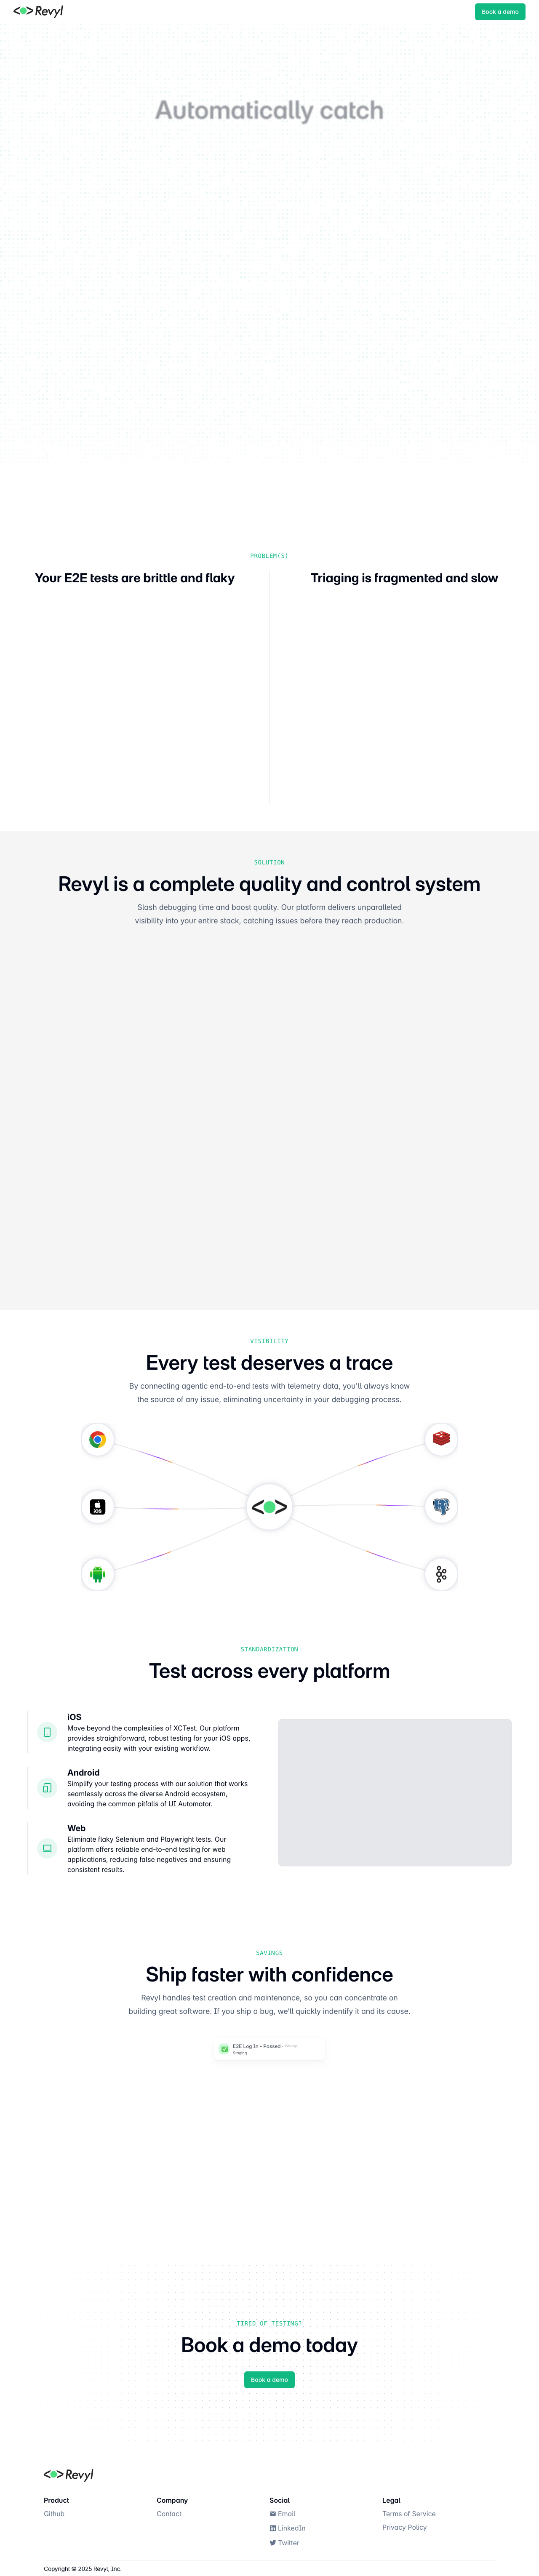 Revyl
Book a demo
Automatically catch
PROBLEM(S)
Your E2E tests are brittle and flaky
Triaging is fragmented and slow
SOLUTION
Revyl is a complete quality and control system
Slash debugging time and boost quality. Our platform delivers unparalleled
visibility into your entire stack, catching issues before they reach production.
VISIBILITY
Every test deserves a trace
By connecting agentic end-to-end tests with telemetry data, you'll always know
the source of any issue, eliminating uncertainty in your debugging process.
iOS
STANDARDIZATION
Test across every platform
iOS
Move beyond the complexities of XCTest. Our platform
provides straightforward, robust testing for your iOS apps,
integrating easily with your existing workflow.
Android
Simplify your testing process with our solution that works
seamlessly across the diverse Android ecosystem,
avoiding the common pitfalls of UI Automator.
Web
Eliminate flaky Selenium and Playwright tests. Our
platform offers reliable end-to-end testing for web
applications, reducing false negatives and ensuring
consistent results.
SAVINGS
Ship faster with confidence
Revyl handles test creation and maintenance, so you can concentrate on
building great software. If you ship a bug, we'll quickly indentify it and its cause.
E2E Log In - Passed
Staging
TIRED OF TESTING?
Book a demo today
Book a demo
Revyl
Product
Github
Company
Contact
Social
Email
LinkedIn
Twitter
Legal
Terms of Service
Privacy Policy
Copyright © 2025 Revyl, Inc.